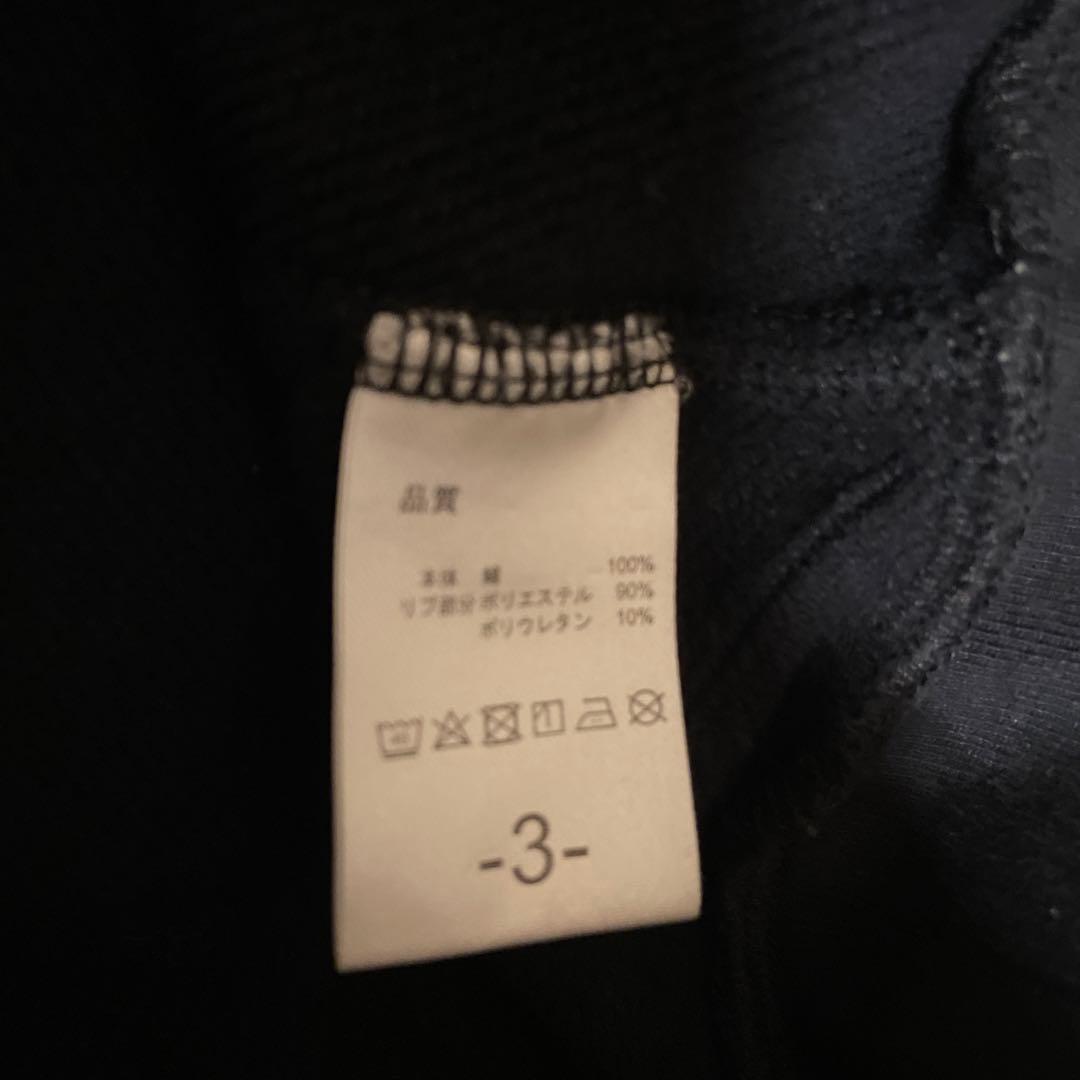 品質
本体 綿 100%
リブ部分 ポリエステル 90%
ポリウレタン 10%
40
-3-